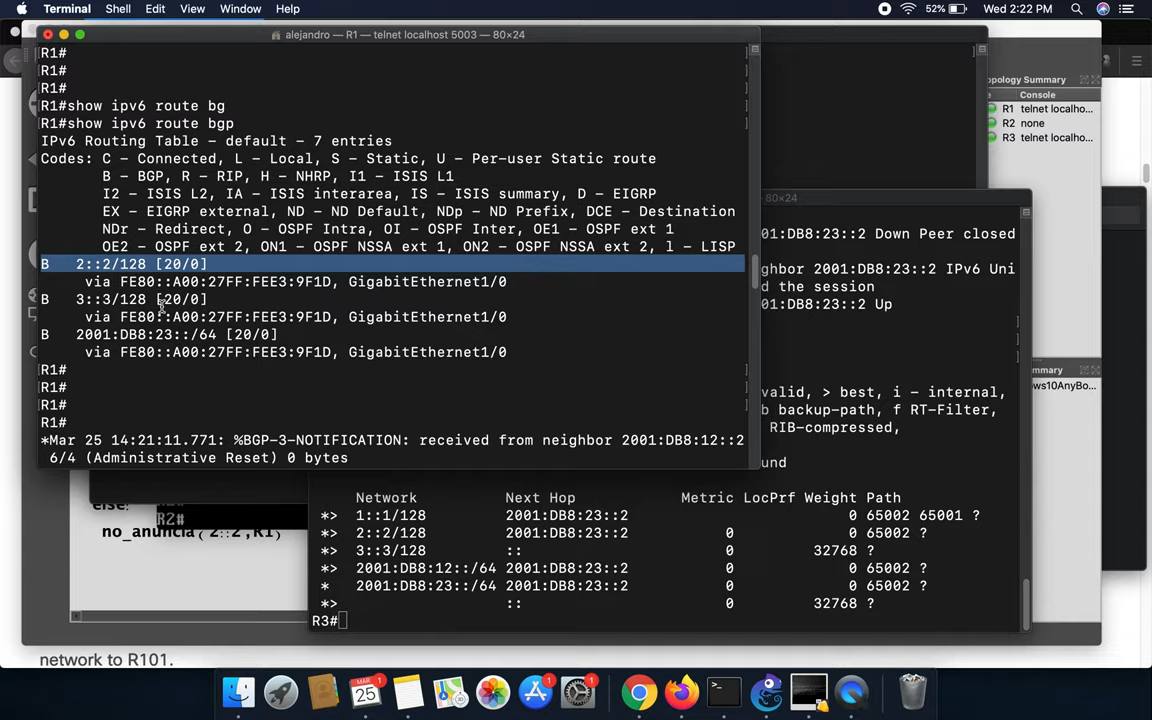 Terminal Shell Edit View Window Help 52% Wed 2:22 PM
alejandro — R1 — telnet localhost 5003 — 80×24
R1#
R1#
R1#
R1#show ipv6 route bg
R1#show ipv6 route bgp
IPv6 Routing Table - default - 7 entries
Codes: C - Connected, L - Local, S - Static, U - Per-user Static route
B - BGP, R - RIP, H - NHRP, I1 - ISIS L1
I2 - ISIS L2, IA - ISIS interarea, IS - ISIS summary, D - EIGRP
EX - EIGRP external, ND - ND Default, NDp - ND Prefix, DCE - Destination
NDr - Redirect, O - OSPF Intra, OI - OSPF Inter, OE1 - OSPF ext 1
OE2 - OSPF ext 2, ON1 - OSPF NSSA ext 1, ON2 - OSPF NSSA ext 2, l - LISP
B 2::2/128 [20/0]
via FE80::A00:27FF:FEE3:9F1D, GigabitEthernet1/0
B 3::3/128 [20/0]
via FE80::A00:27FF:FEE3:9F1D, GigabitEthernet1/0
B 2001:DB8:23::/64 [20/0]
via FE80::A00:27FF:FEE3:9F1D, GigabitEthernet1/0
R1#
R1#
R1#
R1#
*Mar 25 14:21:11.771: %BGP-3-NOTIFICATION: received from neighbor 2001:DB8:12::2
6/4 (Administrative Reset) 0 bytes
opology Summary
Console
R1 telnet localho...
R2 none
R3 telnet localho...
80×24
01:DB8:23::2 Down Peer closed
ghbor 2001:DB8:23::2 IPv6 Uni
d the session
01:DB8:23::2 Up
mmary
ws10AnyBo...
valid, > best, i - internal,
b backup-path, f RT-Filter,
RIB-compressed,
und
Network Next Hop Metric LocPrf Weight Path
*> 1::1/128 2001:DB8:23::2 0 65002 65001 ?
*> 2::2/128 2001:DB8:23::2 0 0 65002 ?
*> 3::3/128 :: 0 32768 ?
*> 2001:DB8:12::/64 2001:DB8:23::2 0 0 65002 ?
* 2001:DB8:23::/64 2001:DB8:23::2 0 0 65002 ?
*> :: 0 32768 ?
R3#
else:
R2#
no_anuncia(2::2,R1)
network to R101.
1
MAR
25
1
1